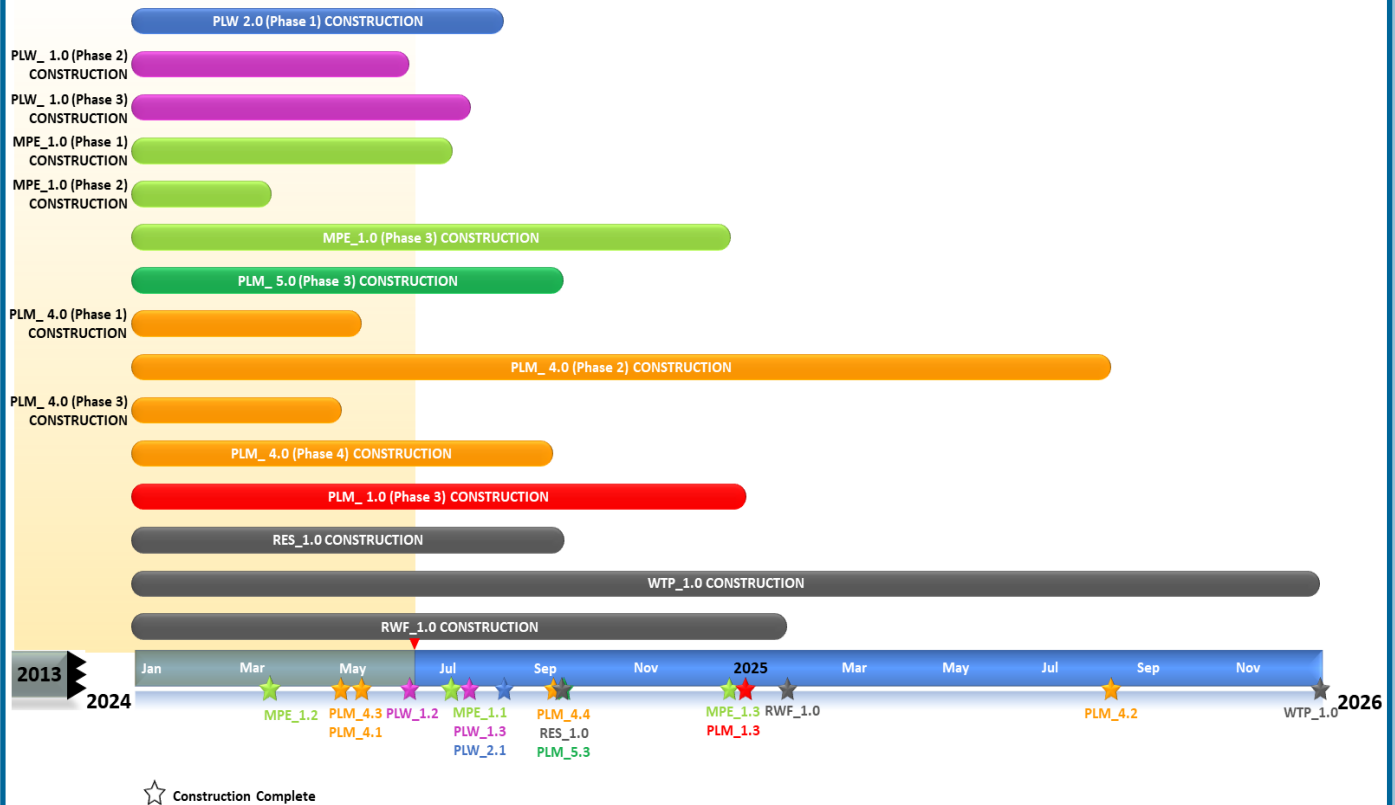 PLW 2.0 (Phase 1) CONSTRUCTION
PLW_ 1.0 (Phase 2)
CONSTRUCTION
PLW_ 1.0 (Phase 3)
CONSTRUCTION
MPE_1.0 (Phase 1)
CONSTRUCTION
MPE_1.0 (Phase 2)
CONSTRUCTION
MPE_1.0 (Phase 3) CONSTRUCTION
PLM_ 5.0 (Phase 3) CONSTRUCTION
PLM_ 4.0 (Phase 1)
CONSTRUCTION
PLM_ 4.0 (Phase 2) CONSTRUCTION
PLM_ 4.0 (Phase 3)
CONSTRUCTION
PLM_ 4.0 (Phase 4) CONSTRUCTION
PLM_ 1.0 (Phase 3) CONSTRUCTION
RES_1.0 CONSTRUCTION
WTP_1.0 CONSTRUCTION
RWF_1.0 CONSTRUCTION
2013 Jan Mar May Jul Sep Nov 2025 Mar May Jul Sep Nov
2024 2026
MPE_1.2 PLM_4.3 PLW_1.2 MPE_1.1 PLM_4.4 MPE_1.3 RWF_1.0 PLM_4.2 WTP_1.0
PLM_4.1 PLW_1.3 RES_1.0 PLM_1.3
PLW_2.1 PLM_5.3
Construction Complete